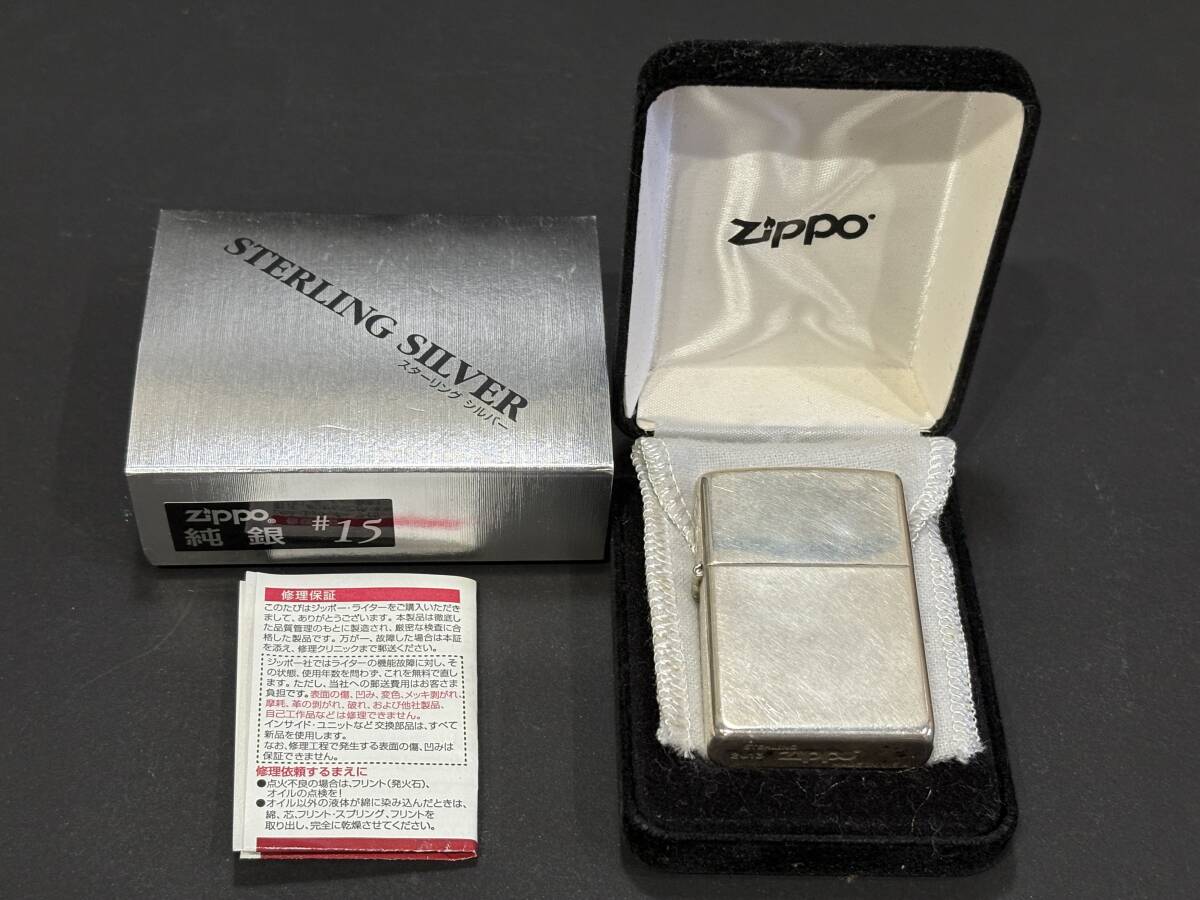 STERLING SILVER
スターリング シルバー
zippo®
純銀 #15
zippo
修理保証
このたびはジッポー・ライターをご購入いただき
まして、ありがとうございます。本製品は徹底し
た品質管理のもとに製造され、厳密な検査に合
格した製品です。万が一、故障した場合は本証
を添え、修理クリニックまで郵送ください。
ジッポー社ではライターの機能故障に対し、そ
の状態、使用年数を問わず、これを無料で直し
ます。ただし、当社への郵送費用はお客さま
負担です。表面の傷、凹み、変色、メッキ剥がれ、
摩耗、革の剥がれ、破れ、および他社製品、
自己工作品などは修理できません。
インサイド・ユニットなど交換部品は、すべて
新品を使用します。
なお、修理工程で発生する表面の傷、凹みは
保証できません。
修理依頼するまえに
●点火不良の場合は、フリント(発火石)、
オイルの点検を!
●オイル以外の液体が綿に染み込んだときは、
綿、芯、フリント・スプリング、フリントを
取り出し、完全に乾燥させてください。
STERLING
Zippo